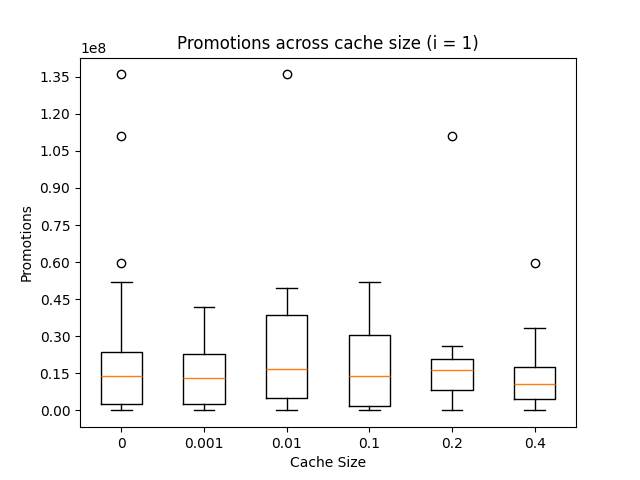 Promotions across cache size (i = 1)
1e8
1.35
1.20
1.05
0.90
0.75
0.60
0.45
0.30
0.15
0.00
Promotions
0 0.001 0.01 0.1 0.2 0.4
Cache Size